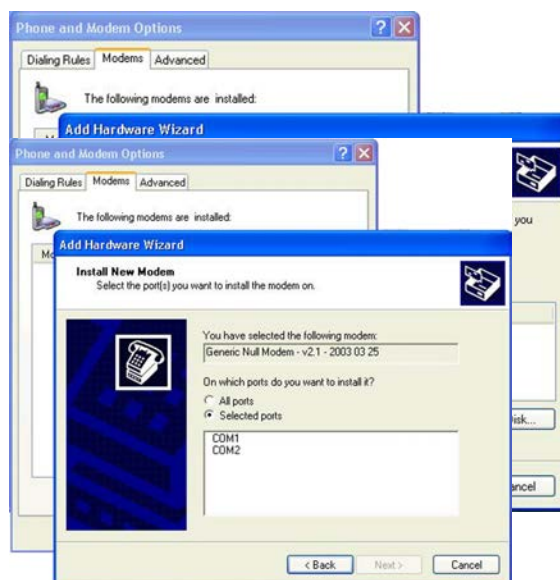 Phone and Modem Options
Dialing Rules Modems Advanced
The following modems are installed:
Add Hardware Wizard
you
Phone and Modem Options
Dialing Rules Modems Advanced
The following modems are installed:
Mo
Add Hardware Wizard
Install New Modem
Select the port(s) you want to install the modem on.
You have selected the following modem:
Generic Null Modem - v2.1 - 2003 03 25
On which ports do you want to install it?
All ports
Selected ports
COM1
COM2
isk...
ancel
< Back Next > Cancel